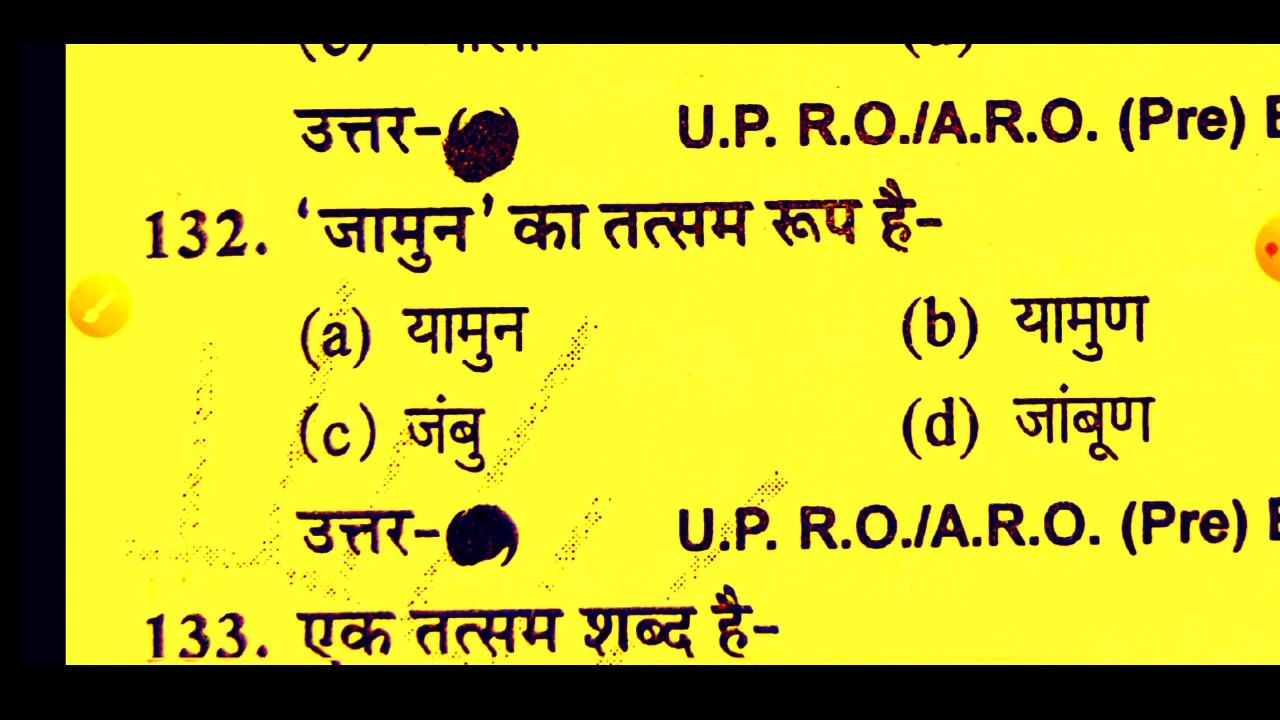 उत्तर- U.P. R.O./A.R.O. (Pre)
132. ‘जामुन’ का तत्सम रूप है-
(a) यामुन (b) यामुण
(c) जंबु (d) जांबूण
उत्तर- U.P. R.O./A.R.O. (Pre)
133. एक तत्सम शब्द है-